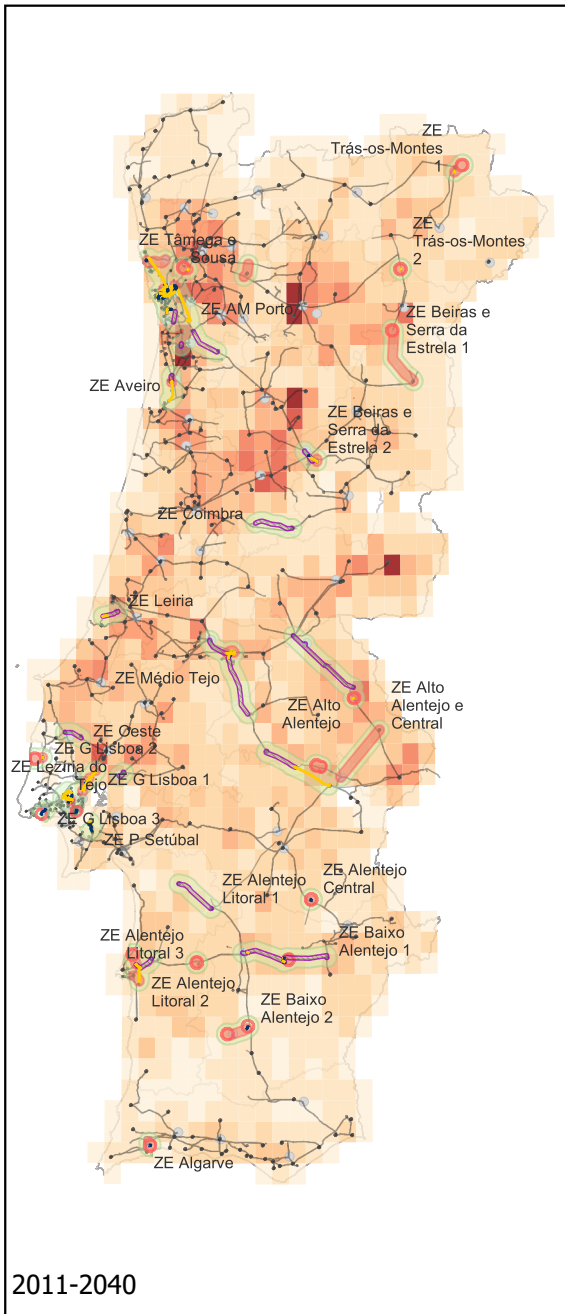 ZE
Trás-os-Montes
1
ZE
Trás-os-Montes
2
ZE Tâmega e
Sousa
ZE AM Porto
ZE Beiras e
Serra da
Estrela 1
ZE Aveiro
ZE Beiras e
Serra da
Estrela 2
ZE Coimbra
ZE Leiria
ZE Médio Tejo
ZE Alto
Alentejo
ZE Alto
Alentejo e
Central
ZE Oeste
ZE G Lisboa 2
ZE Lezíria do
Tejo
ZE G Lisboa 1
ZE G Lisboa 3
ZE P Setúbal
ZE Alentejo
Central
ZE Alentejo
Litoral 1
ZE Alentejo
Litoral 3
ZE Baixo
Alentejo 1
ZE Alentejo
Litoral 2
ZE Baixo
Alentejo 2
ZE Algarve
2011-2040